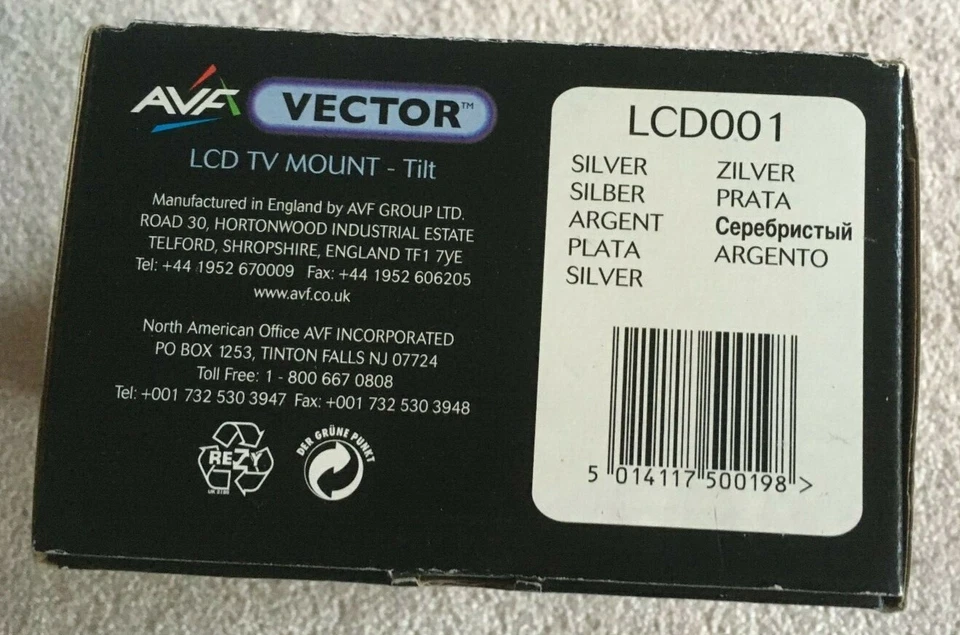 AVF VECTOR™
LCD TV MOUNT - Tilt
Manufactured in England by AVF GROUP LTD.
ROAD 30, HORTONWOOD INDUSTRIAL ESTATE
TELFORD, SHROPSHIRE, ENGLAND TF1 7yE
Tel: +44 1952 670009 Fax: +44 1952 606205
www.avf.co.uk
North American Office AVF INCORPORATED
PO BOX 1253, TINTON FALLS NJ 07724
Toll Free: 1 - 800 667 0808
Tel: +001 732 530 3947 Fax: +001 732 530 3948
REZY
DER GRÜNE PUNKT
LCD001
SILVER
SILBER
ARGENT
PLATA
SILVER
ZILVER
PRATA
Серебристый
ARGENTO
5 014117 500198 >